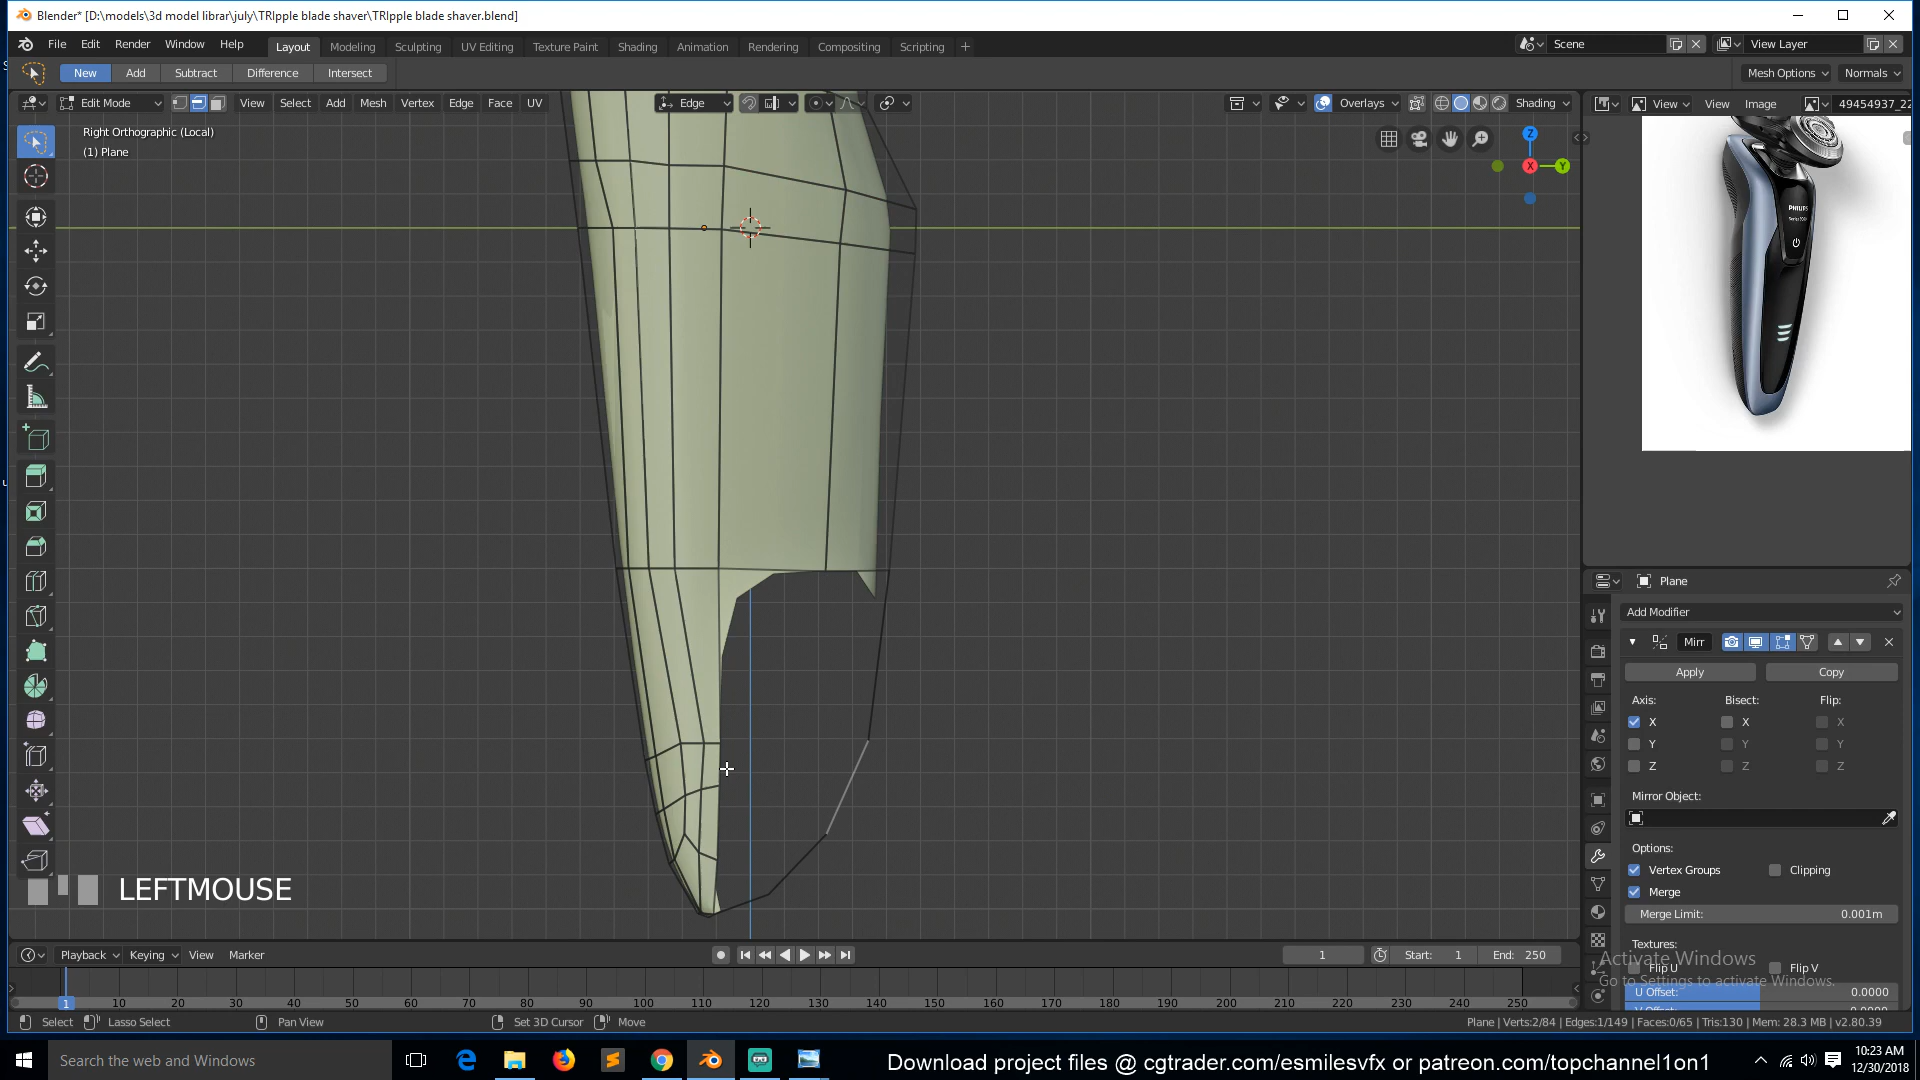 Blender* [D:\models\3d model librar\july\TRIpple blade shaver\TRIpple blade shaver.blend]
File Edit Render Window Help Layout Modeling Sculpting UV Editing Texture Paint Shading Animation Rendering Compositing Scripting + Scene View Layer
New Add Subtract Difference Intersect Mesh Options Normals
Edit Mode View Select Add Mesh Vertex Edge Face UV Edge Overlays Shading View View Image 49454937_22
Right Orthographic (Local)
(1) Plane
Z
X Y
PHILIPS
Plane
Add Modifier
Mirr
Apply Copy
Axis: Bisect: Flip:
X X X
Y Y Y
Z Z Z
Mirror Object:
Options:
Vertex Groups Clipping
Merge
Merge Limit: 0.001m
Textures:
Flip U Flip V
U Offset: 0.0000
V Offset: 0.0000
Activate Windows
Go to Settings to activate Windows.
LEFTMOUSE
Playback Keying View Marker 1 Start: 1 End: 250
1 10 20 30 40 50 60 70 80 90 100 110 120 130 140 150 160 170 180 190 200 210 220 230 240 250
Select Lasso Select Pan View Set 3D Cursor Move Plane | Verts:2/84 | Edges:1/149 | Faces:0/65 | Tris:130 | Mem: 28.3 MB | v2.80.39
Search the web and Windows
Download project files @ cgtrader.com/esmilesvfx or patreon.com/topchannel1on1
10:23 AM
12/30/2018